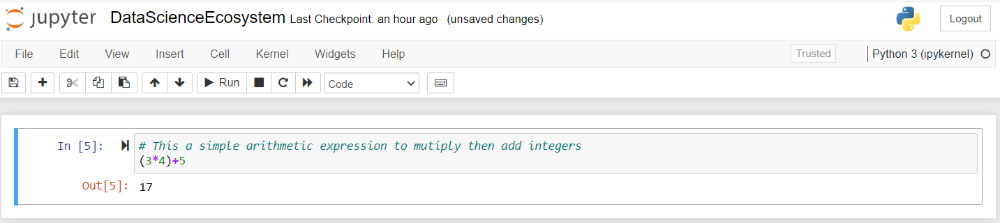 jupyter DataScienceEcosystem Last Checkpoint: an hour ago (unsaved changes) Logout
File Edit View Insert Cell Kernel Widgets Help Trusted Python 3 (ipykernel)
Run Code
In [5]: # This a simple arithmetic expression to mutiply then add integers
(3*4)+5
Out[5]: 17